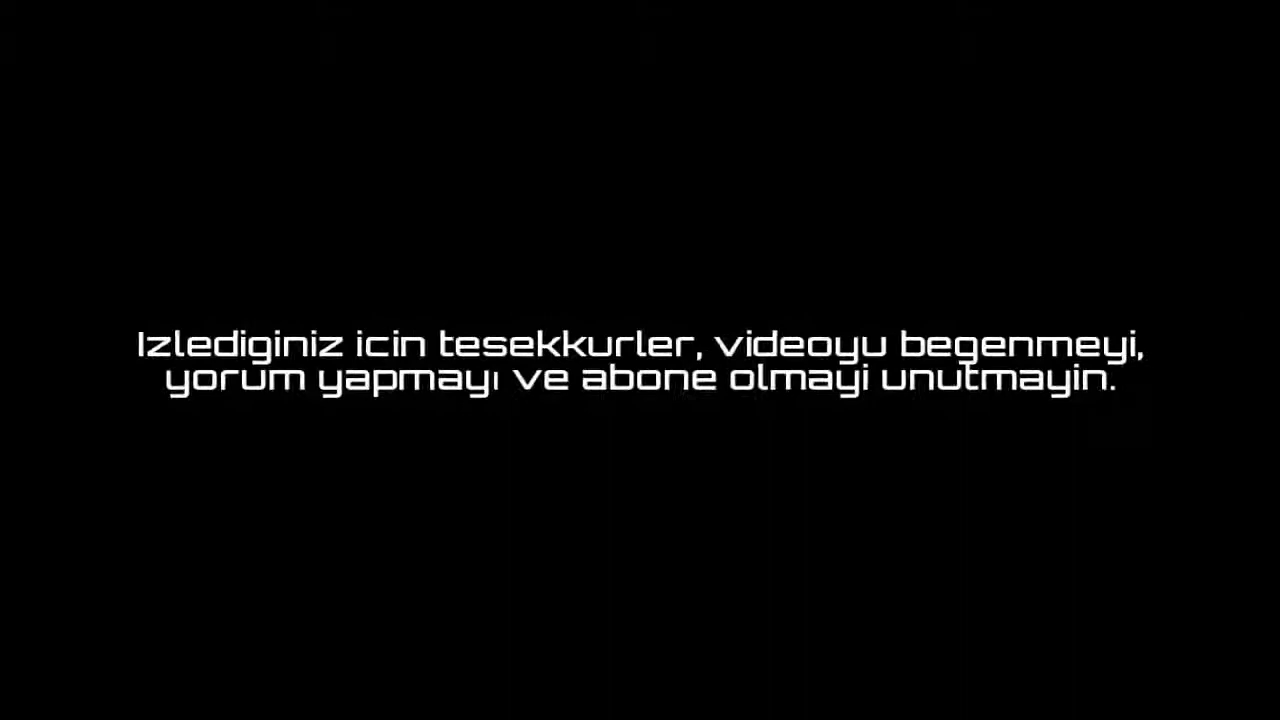 Izlediginiz icin tesekkurler, videoyu begenmeyi,
yorum yapmayı ve abone olmayi unutmayin.